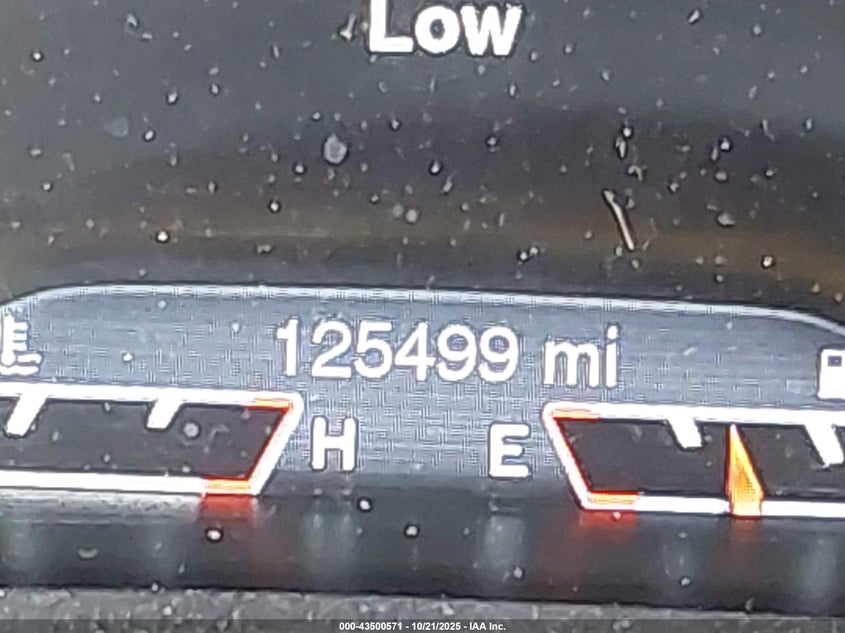 Low
125499 mi
H E
000-43500571 - 10/21/2025 - IAA Inc.